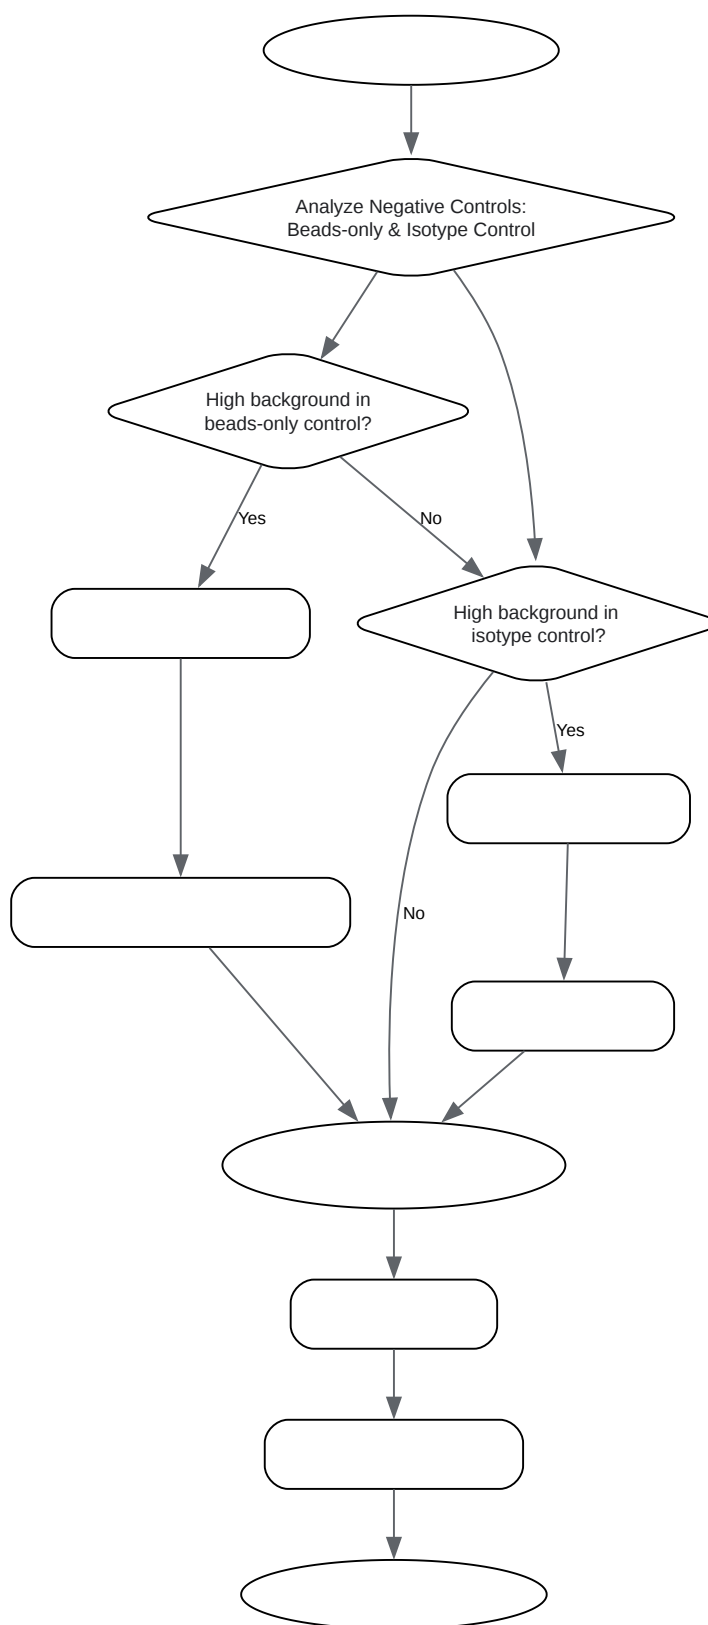 Analyze Negative Controls:
Beads-only & Isotype Control
High background in
beads-only control?
Yes
No
High background in
isotype control?
Yes
No